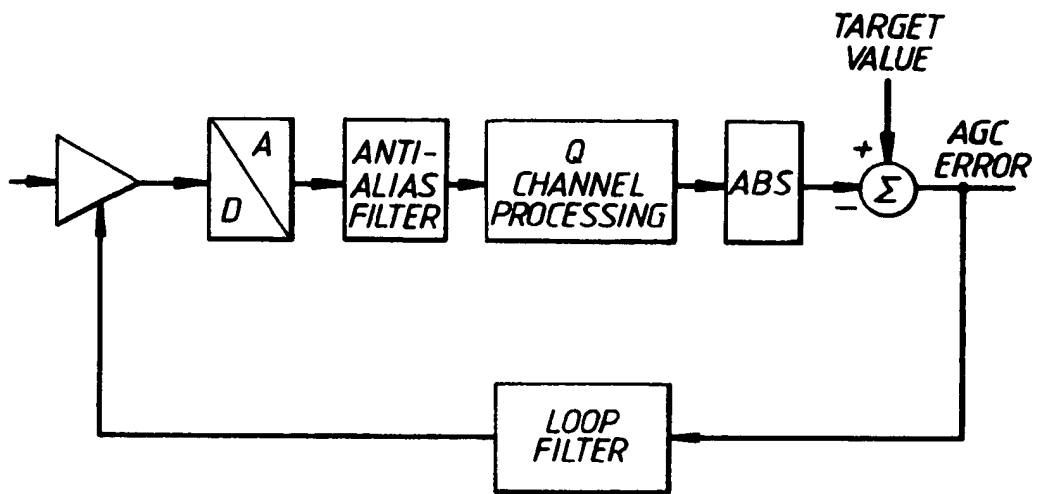 TARGET
VALUE
A
D
ANTI-
ALIAS
FILTER
Q
CHANNEL
PROCESSING
ABS
+
−
Σ
AGC
ERROR
LOOP
FILTER